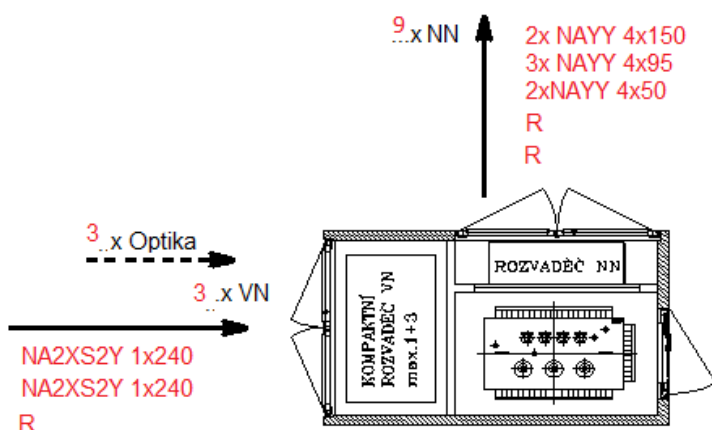 9...x NN
2x NAYY 4x150
3x NAYY 4x95
2xNAYY 4x50
R
R
3...x Optika
3...x VN
NA2XS2Y 1x240
NA2XS2Y 1x240
R
KOMPAKTNÍ
ROZVADĚČ VN
max.1+3
ROZVADĚČ NN